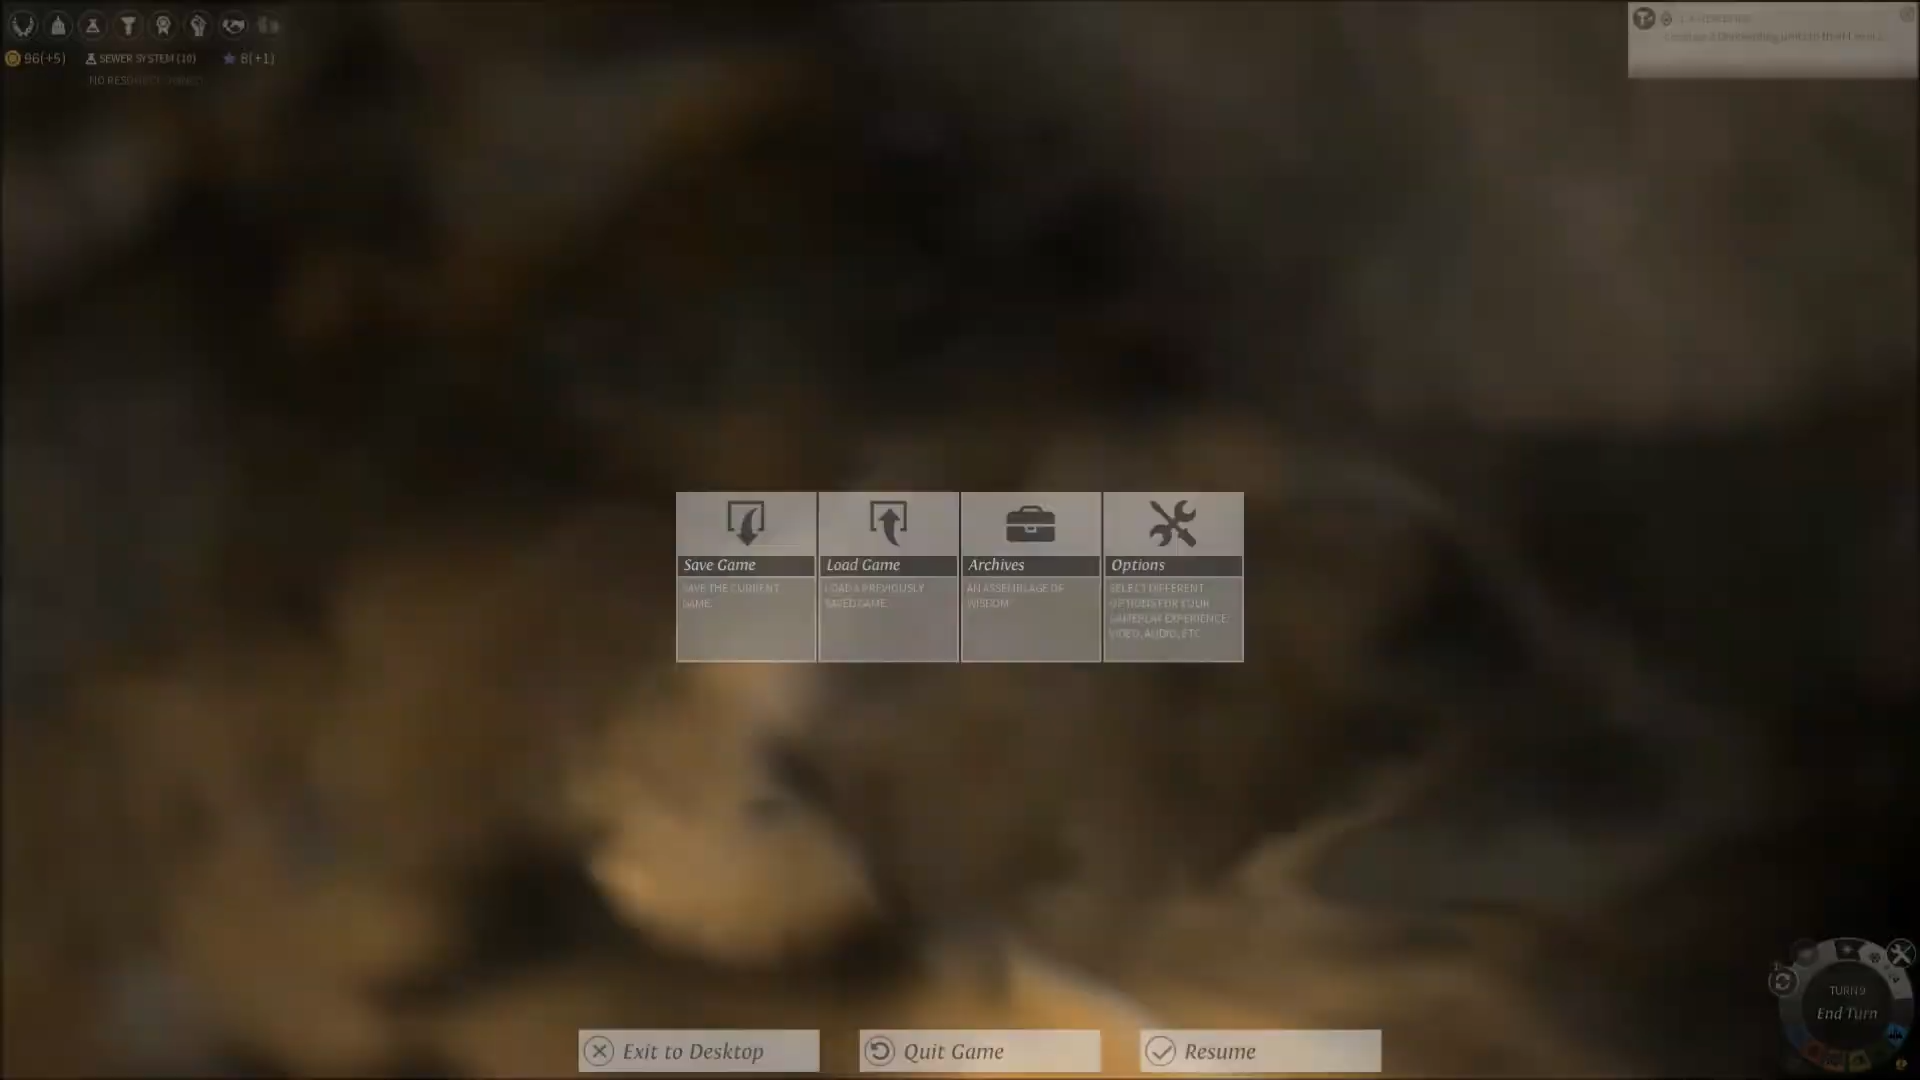 96(+5) SEWER SYSTEM (10) 8(+1)
Save Game
SAVE THE CURRENT
GAME.
Load Game
LOAD A PREVIOUSLY
SAVED GAME.
Archives
AN ASSEMBLAGE OF
WISDOM.
Options
SELECT DIFFERENT
OPTIONS FOR YOUR
GAMEPLAY EXPERIENCE:
VIDEO, AUDIO, ETC.
Exit to Desktop
Quit Game
Resume
TURN 9
End Turn